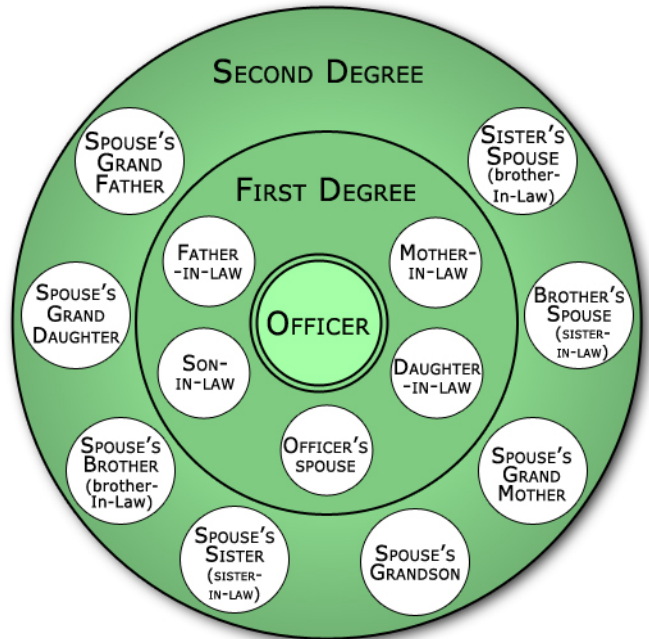 SECOND DEGREE
SPOUSE'S
GRAND
FATHER
SISTER'S
SPOUSE
(brother-
In-Law)
FIRST DEGREE
FATHER
-IN-LAW
MOTHER-
IN-LAW
SPOUSE'S
GRAND
DAUGHTER
OFFICER
BROTHER'S
SPOUSE
(SISTER-
IN-LAW)
SON-
IN-LAW
DAUGHTER
-IN-LAW
SPOUSE'S
BROTHER
(brother-
In-Law)
OFFICER'S
SPOUSE
SPOUSE'S
GRAND
MOTHER
SPOUSE'S
SISTER
(SISTER-
IN-LAW)
SPOUSE'S
GRANDSON